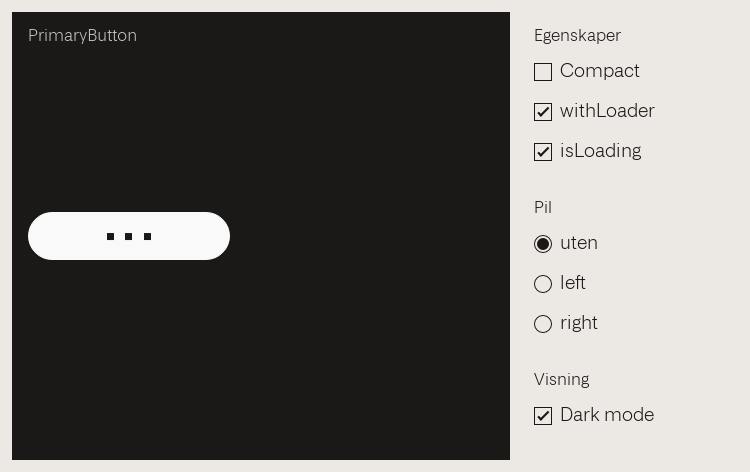 PrimaryButton
Egenskaper
Compact
withLoader
isLoading
Pil
uten
left
right
Visning
Dark mode